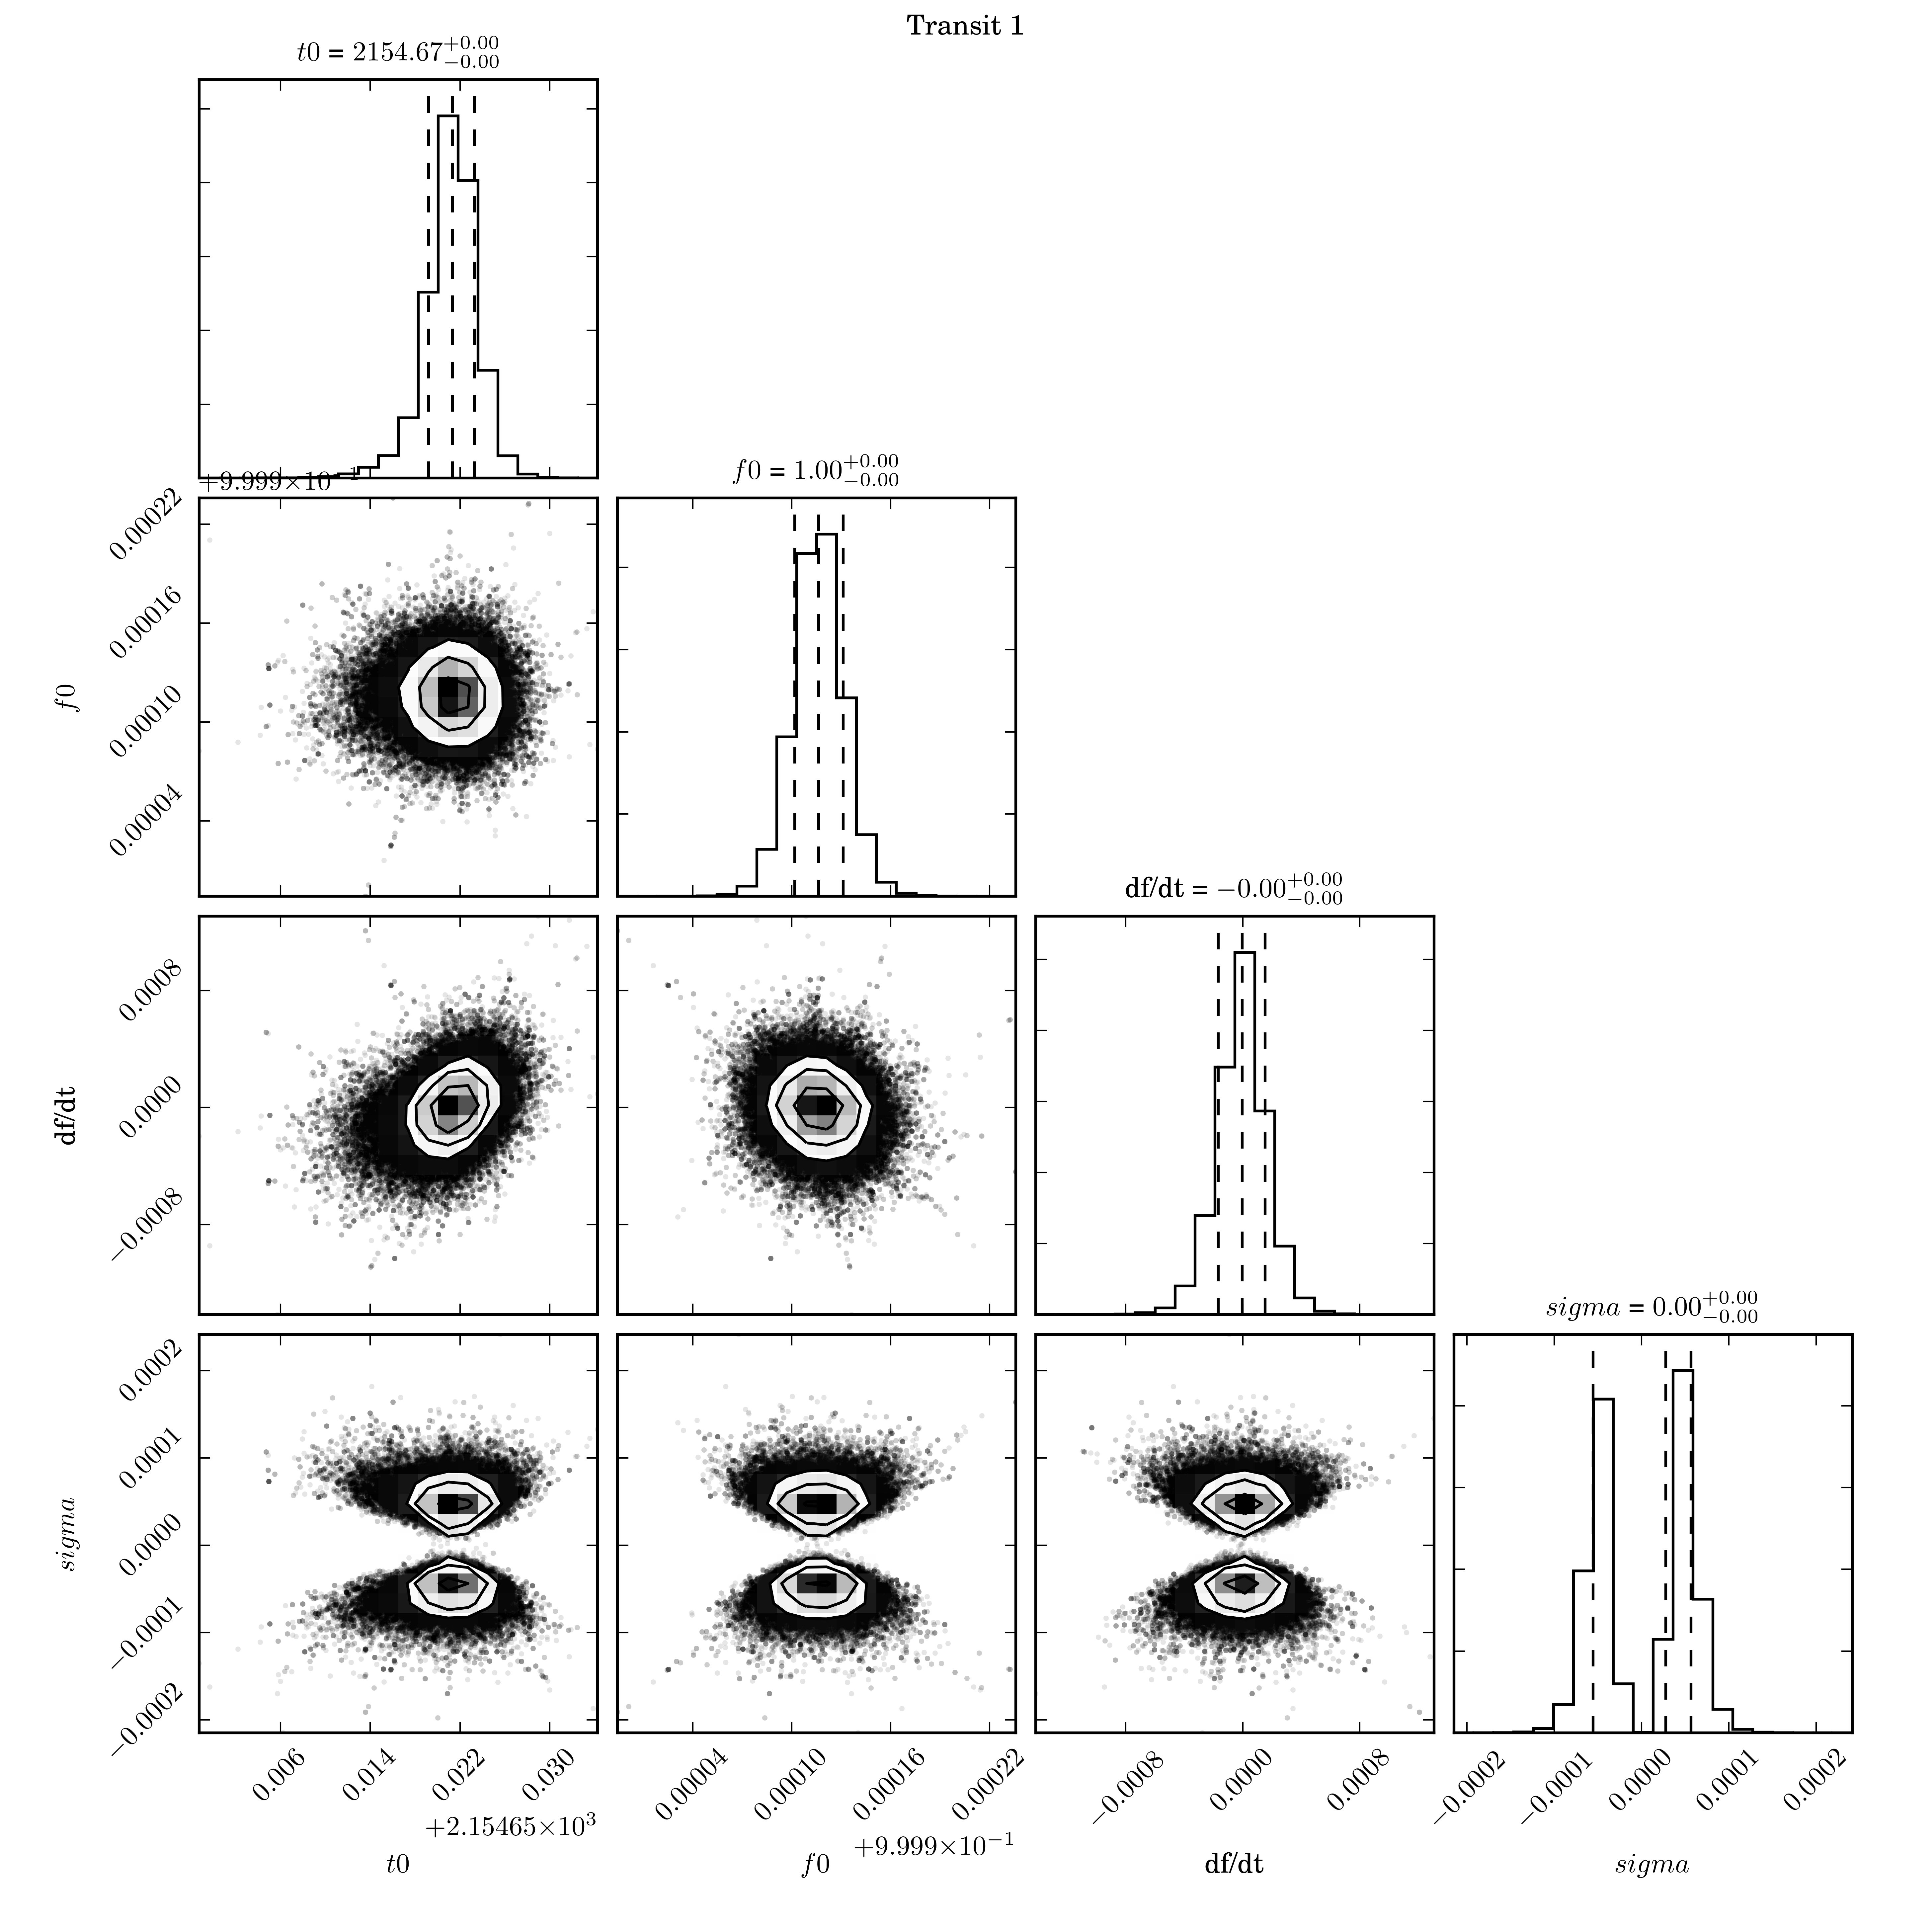 Transit 1
t0 = 2154.67+0.00 −0.00
+9.999×10−1
f0 = 1.00+0.00 −0.00
0.00022
0.00016
0.00010
0.00004
f0
df/dt = −0.00+0.00 −0.00
0.0008
0.0000
−0.0008
df/dt
sigma = 0.00+0.00 −0.00
0.0002
0.0001
0.0000
−0.0001
−0.0002
sigma
0.006 0.014 0.022 0.030
+2.15465×10³
t0
0.00004 0.00010 0.00016 0.00022
+9.999×10−1
f0
−0.0008 0.0000 0.0008
df/dt
−0.0002 −0.0001 0.0000 0.0001 0.0002
sigma